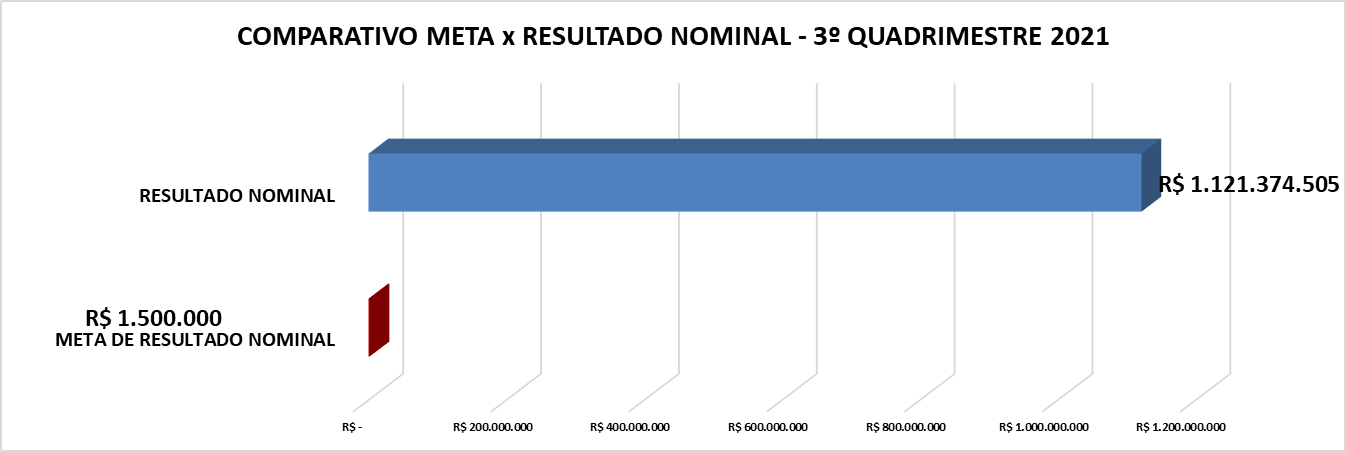 COMPARATIVO META x RESULTADO NOMINAL - 3º QUADRIMESTRE 2021
RESULTADO NOMINAL
R$ 1.121.374.505
R$ 1.500.000
META DE RESULTADO NOMINAL
R$ -
R$ 200.000.000
R$ 400.000.000
R$ 600.000.000
R$ 800.000.000
R$ 1.000.000.000
R$ 1.200.000.000